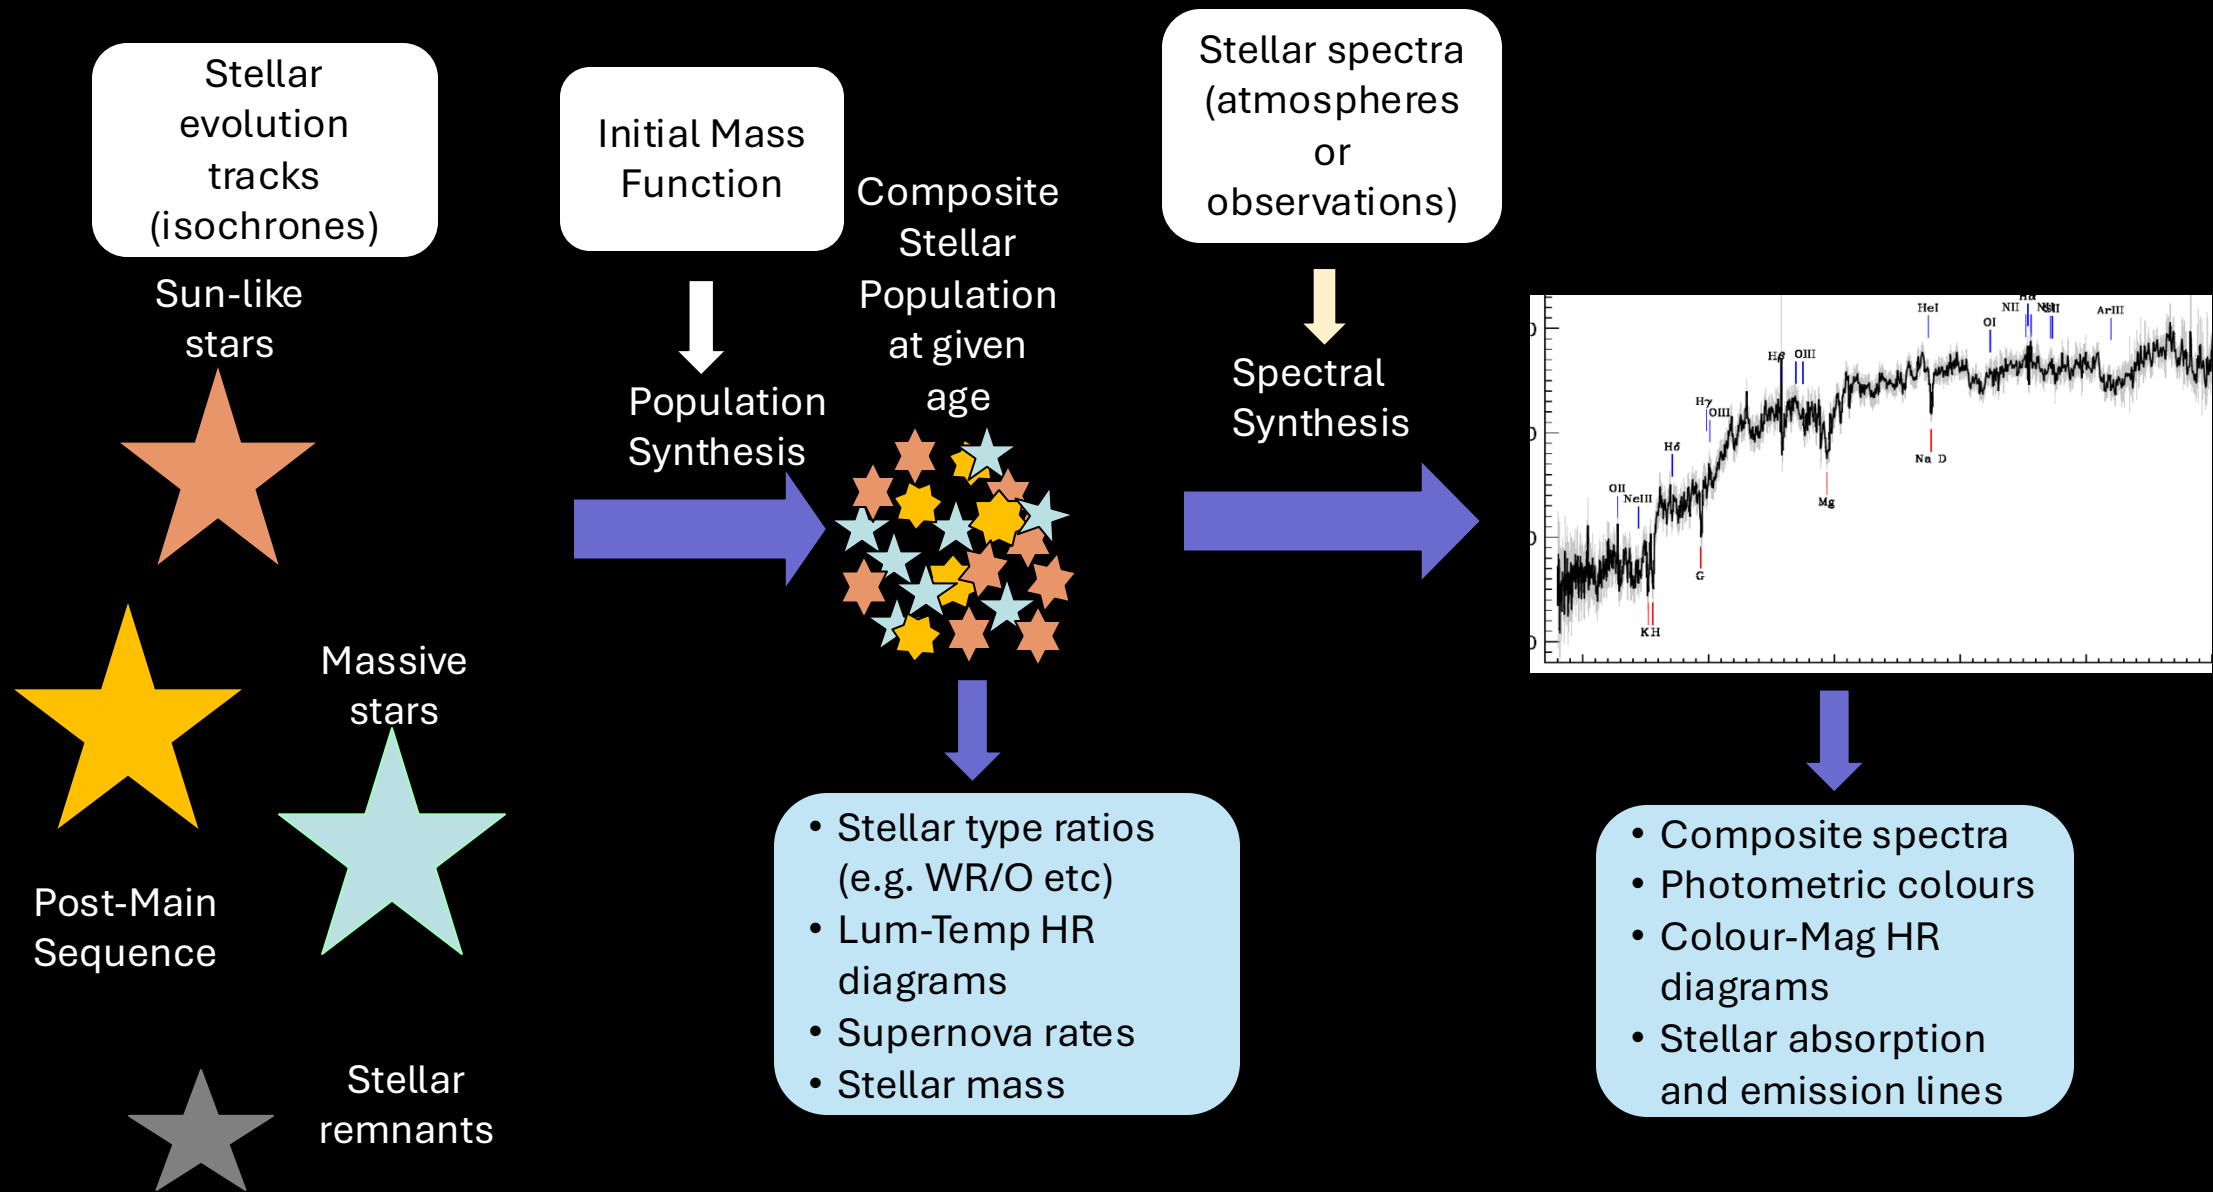 Stellar
evolution
tracks
(isochrones)
Sun-like
stars
Massive
stars
Post-Main
Sequence
Stellar
remnants
Initial Mass
Function
Population
Synthesis
Composite
Stellar
Population
at given
age
• Stellar type ratios
(e.g. WR/O etc)
• Lum-Temp HR
diagrams
• Supernova rates
• Stellar mass
Stellar spectra
(atmospheres
or
observations)
Spectral
Synthesis
OII
NeIII
Hδ
Hγ
OIII
Hβ
OIII
HeI
OI
NII
Hα
ArIII
K H
G
Mg
Na D
• Composite spectra
• Photometric colours
• Colour-Mag HR
diagrams
• Stellar absorption
and emission lines